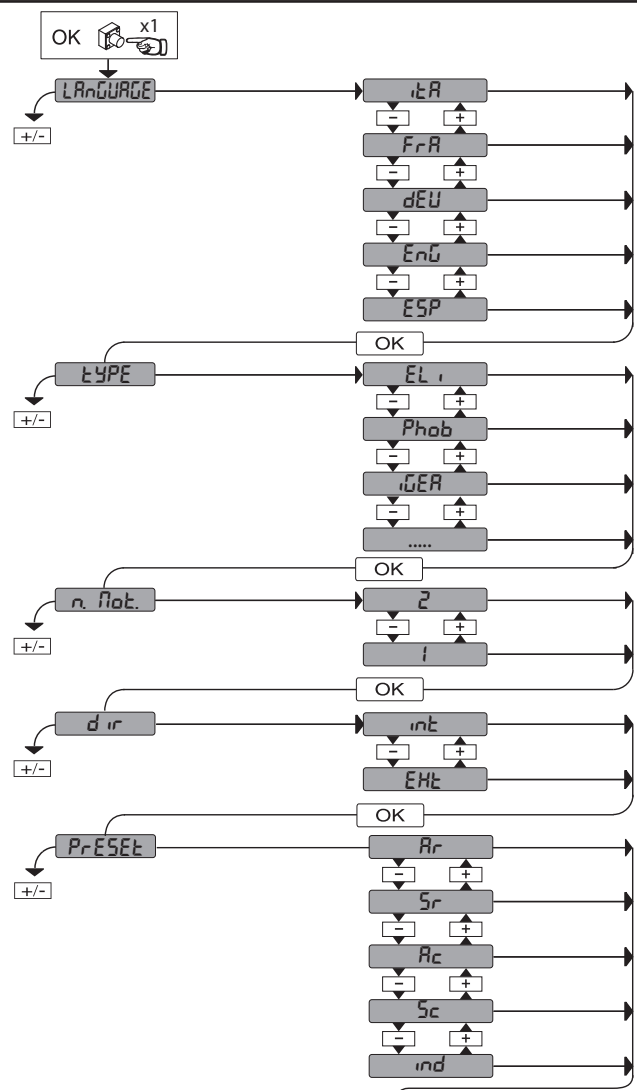 OK x1
LAnGUAGE
+/-
itA
- +
FrA
- +
dEU
- +
EnG
- +
ESP
OK
tYPE
+/-
ELi
- +
Phob
- +
iGEA
- +
.....
OK
n. Mot.
+/-
2
- +
1
OK
dir
+/-
int
- +
EHt
OK
PrESEt
+/-
Ar
- +
Sr
- +
Ac
- +
Sc
- +
ind